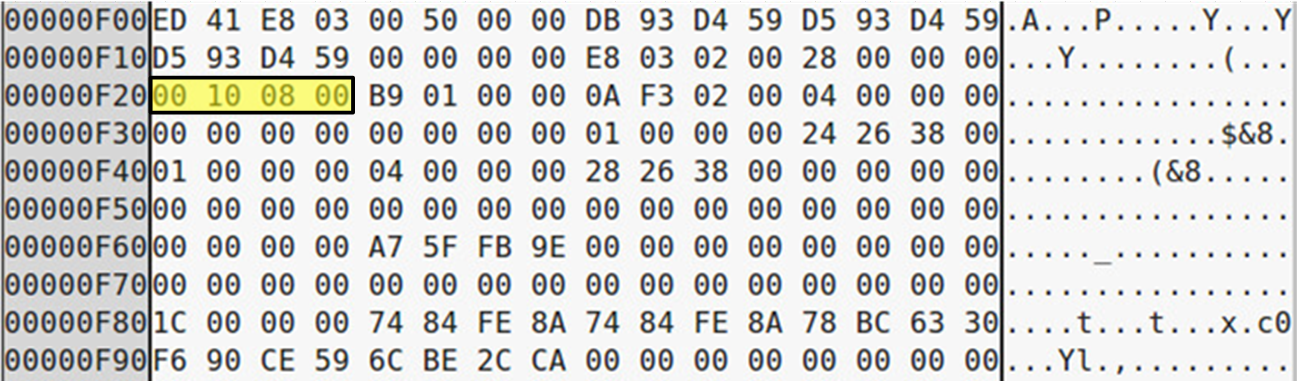 00000F00 ED 41 E8 03 00 50 00 00 DB 93 D4 59 D5 93 D4 59 .A...P.....Y...Y
00000F10 D5 93 D4 59 00 00 00 00 E8 03 02 00 28 00 00 00 ...Y........(...
00000F20 00 10 08 00 B9 01 00 00 0A F3 02 00 04 00 00 00 ................
00000F30 00 00 00 00 00 00 00 00 01 00 00 00 24 26 38 00 ............$&8.
00000F40 01 00 00 00 04 00 00 00 28 26 38 00 00 00 00 00 ........(&8.....
00000F50 00 00 00 00 00 00 00 00 00 00 00 00 00 00 00 00 ................
00000F60 00 00 00 00 A7 5F FB 9E 00 00 00 00 00 00 00 00 ....._..........
00000F70 00 00 00 00 00 00 00 00 00 00 00 00 00 00 00 00 ................
00000F80 1C 00 00 00 74 84 FE 8A 74 84 FE 8A 78 BC 63 30 ....t...t...x.c0
00000F90 F6 90 CE 59 6C BE 2C CA 00 00 00 00 00 00 00 00 ...Yl.,.........